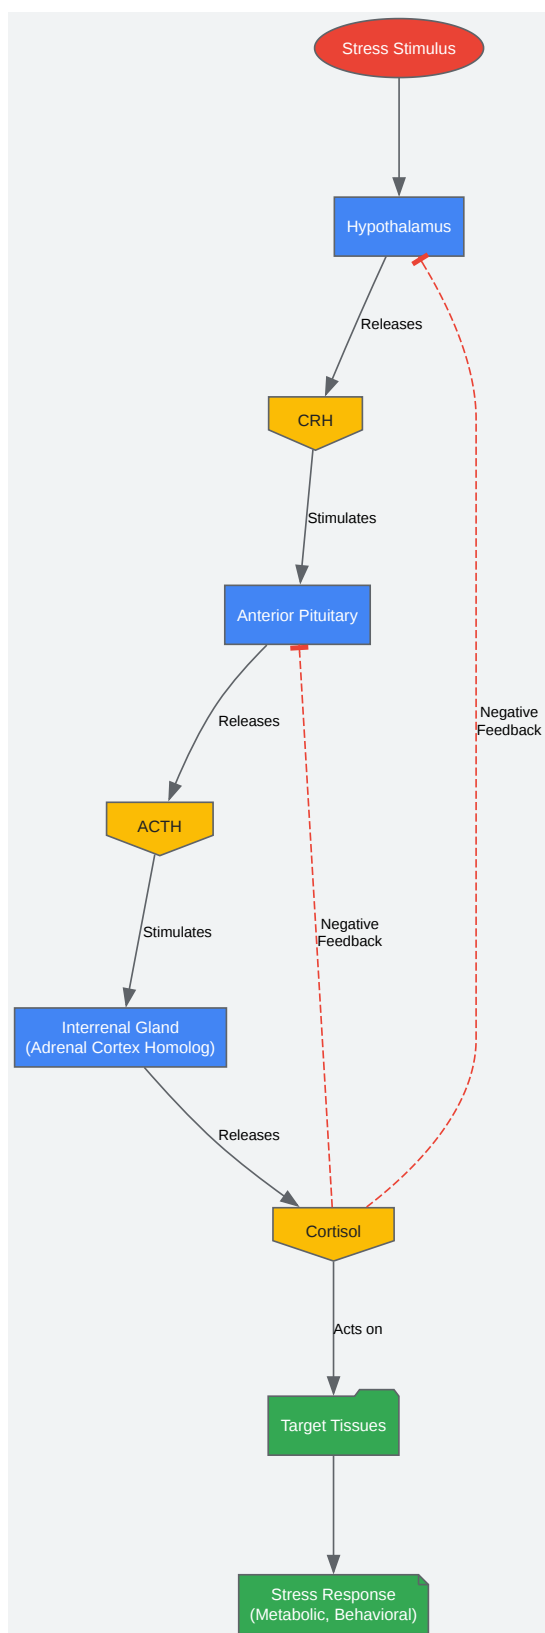 Stress Stimulus
Hypothalamus
Releases
CRH
Stimulates
Anterior Pituitary
Negative
Feedback
Releases
ACTH
Negative
Feedback
Stimulates
Interrenal Gland
(Adrenal Cortex Homolog)
Releases
Cortisol
Acts on
Target Tissues
Stress Response
(Metabolic, Behavioral)